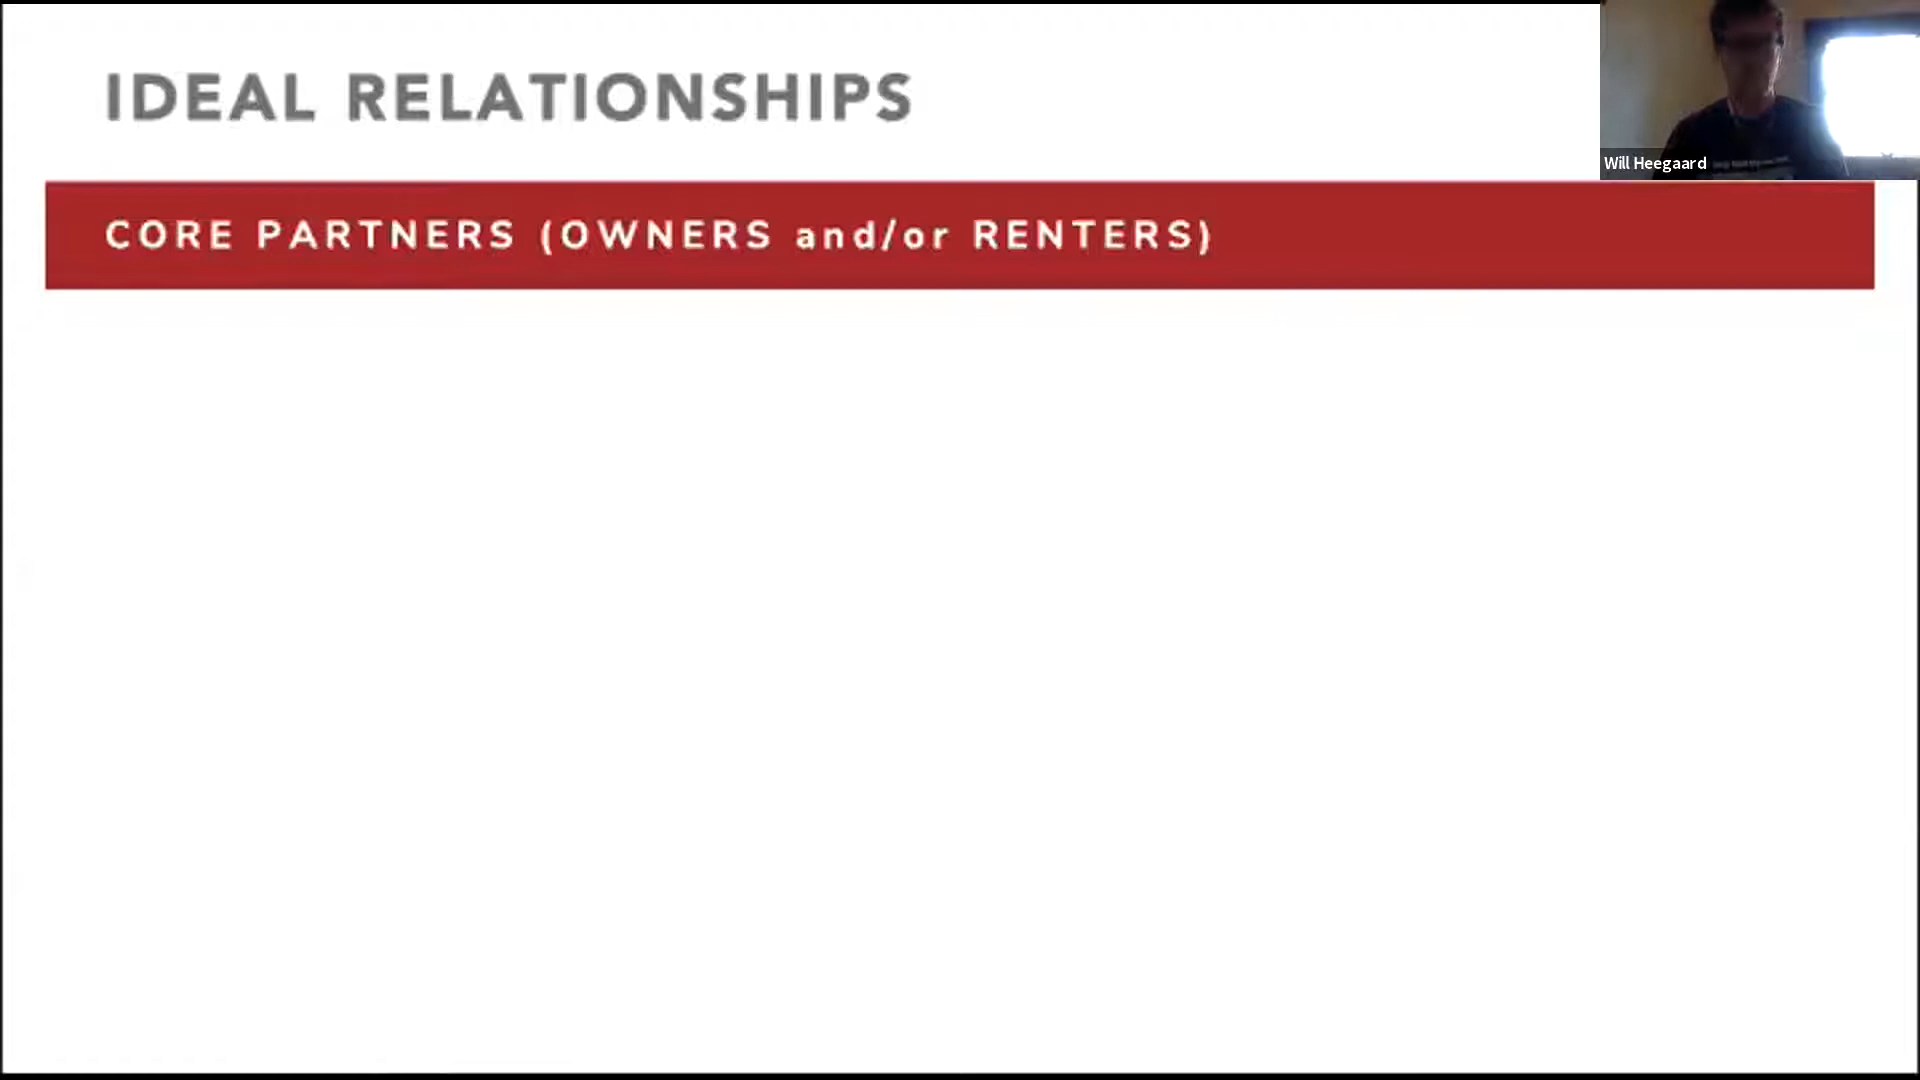 IDEAL RELATIONSHIPS
CORE PARTNERS (OWNERS and/or RENTERS)
Will Heegaard